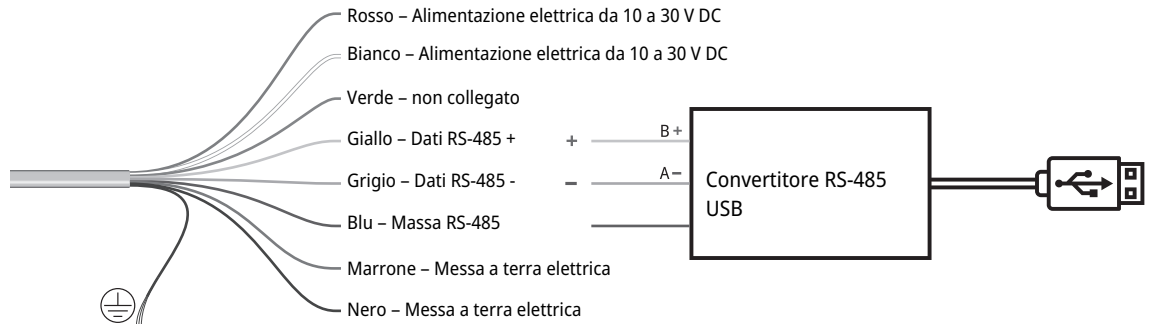 Rosso – Alimentazione elettrica da 10 a 30 V DC
Bianco – Alimentazione elettrica da 10 a 30 V DC
Verde – non collegato
Giallo – Dati RS-485 +
+
B +
Grigio – Dati RS-485 -
–
A –
Convertitore RS-485
USB
Blu – Massa RS-485
Marrone – Messa a terra elettrica
Nero – Messa a terra elettrica